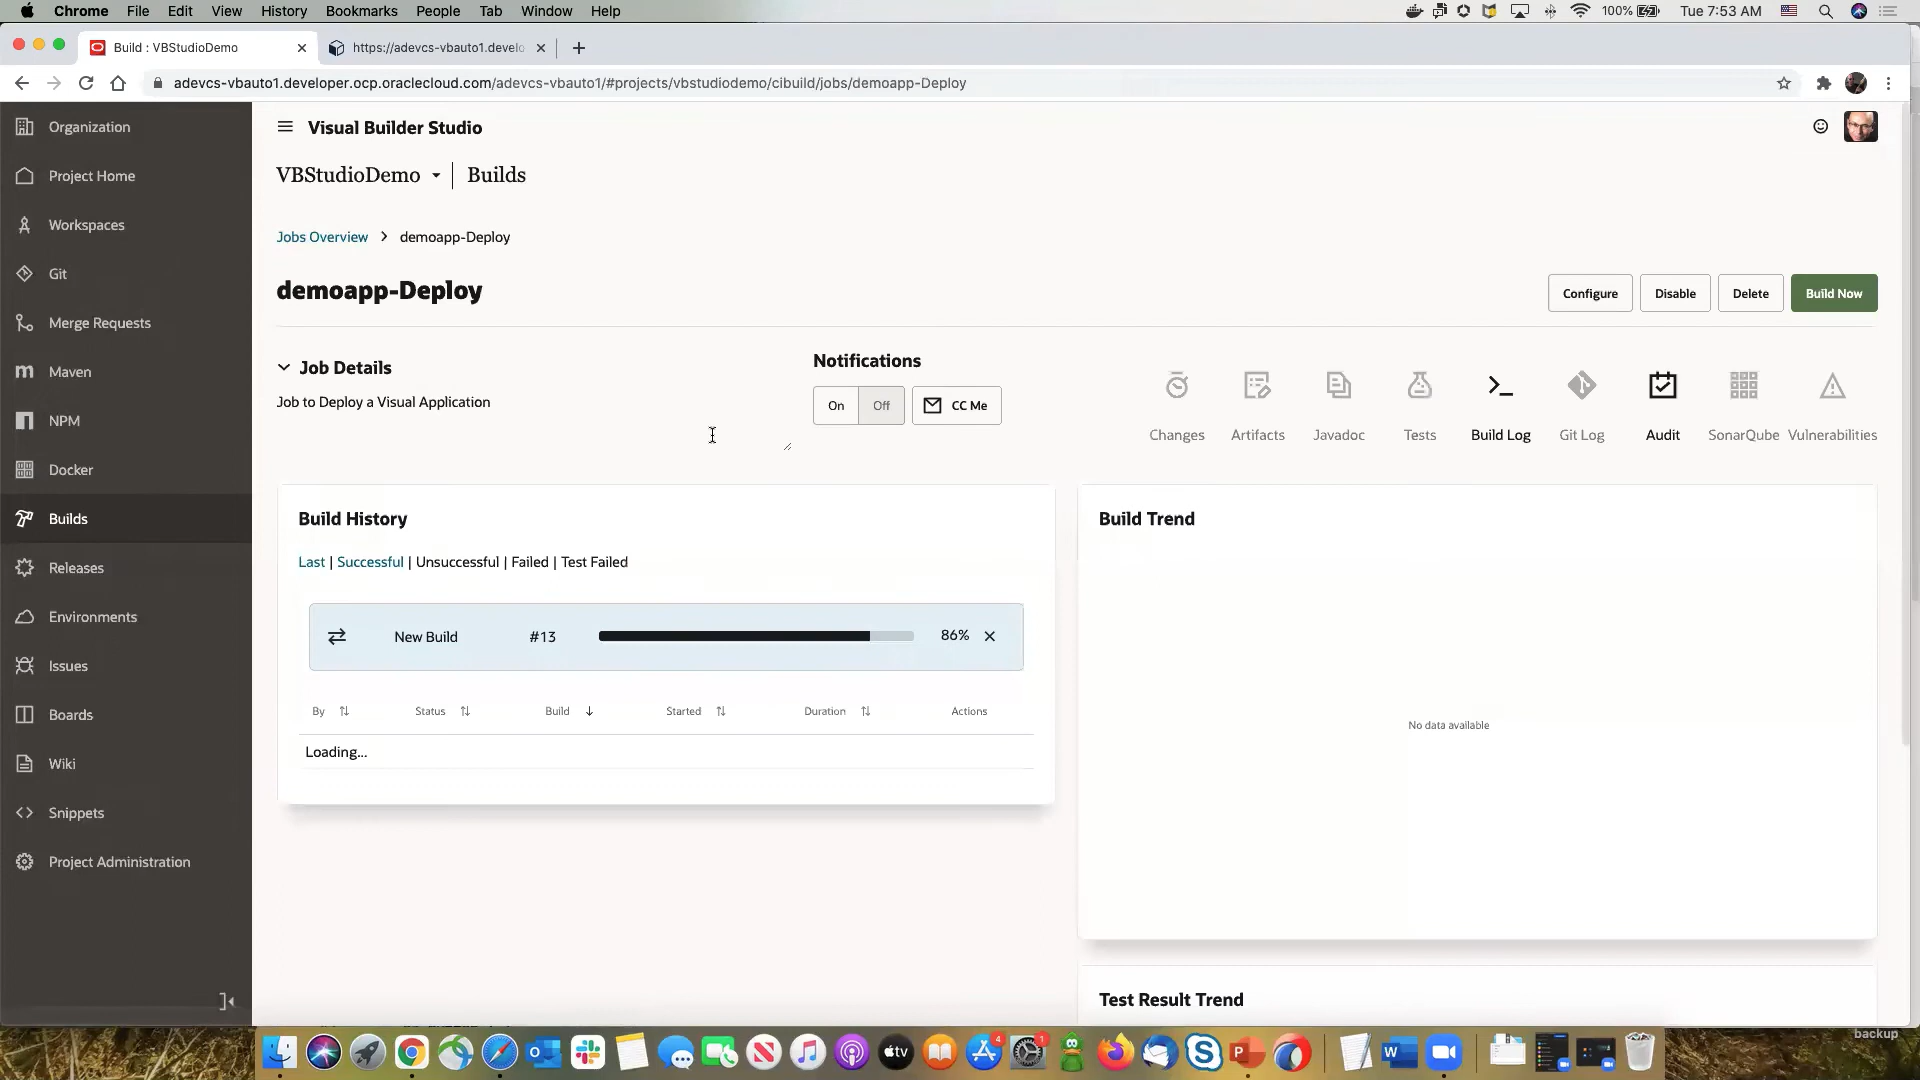 Chrome File Edit View History Bookmarks People Tab Window Help 100% Tue 7:53 AM
Build : VBStudioDemo https://adevcs-vbauto1.develo
adevcs-vbauto1.developer.ocp.oraclecloud.com/adevcs-vbauto1/#projects/vbstudiodemo/cibuild/jobs/demoapp-Deploy
Organization
Project Home
Workspaces
Git
Merge Requests
Maven
NPM
Docker
Builds
Releases
Environments
Issues
Boards
Wiki
Snippets
Project Administration
Visual Builder Studio
VBStudioDemo Builds
Jobs Overview > demoapp-Deploy
demoapp-Deploy
Configure Disable Delete Build Now
Job Details
Job to Deploy a Visual Application
Notifications
On Off CC Me
Changes Artifacts Javadoc Tests Build Log Git Log Audit SonarQube Vulnerabilities
Build History
Last | Successful | Unsuccessful | Failed | Test Failed
New Build #13 86%
By Status Build Started Duration Actions
Loading...
Build Trend
No data available
Test Result Trend
backup
4
1
tv
W
P